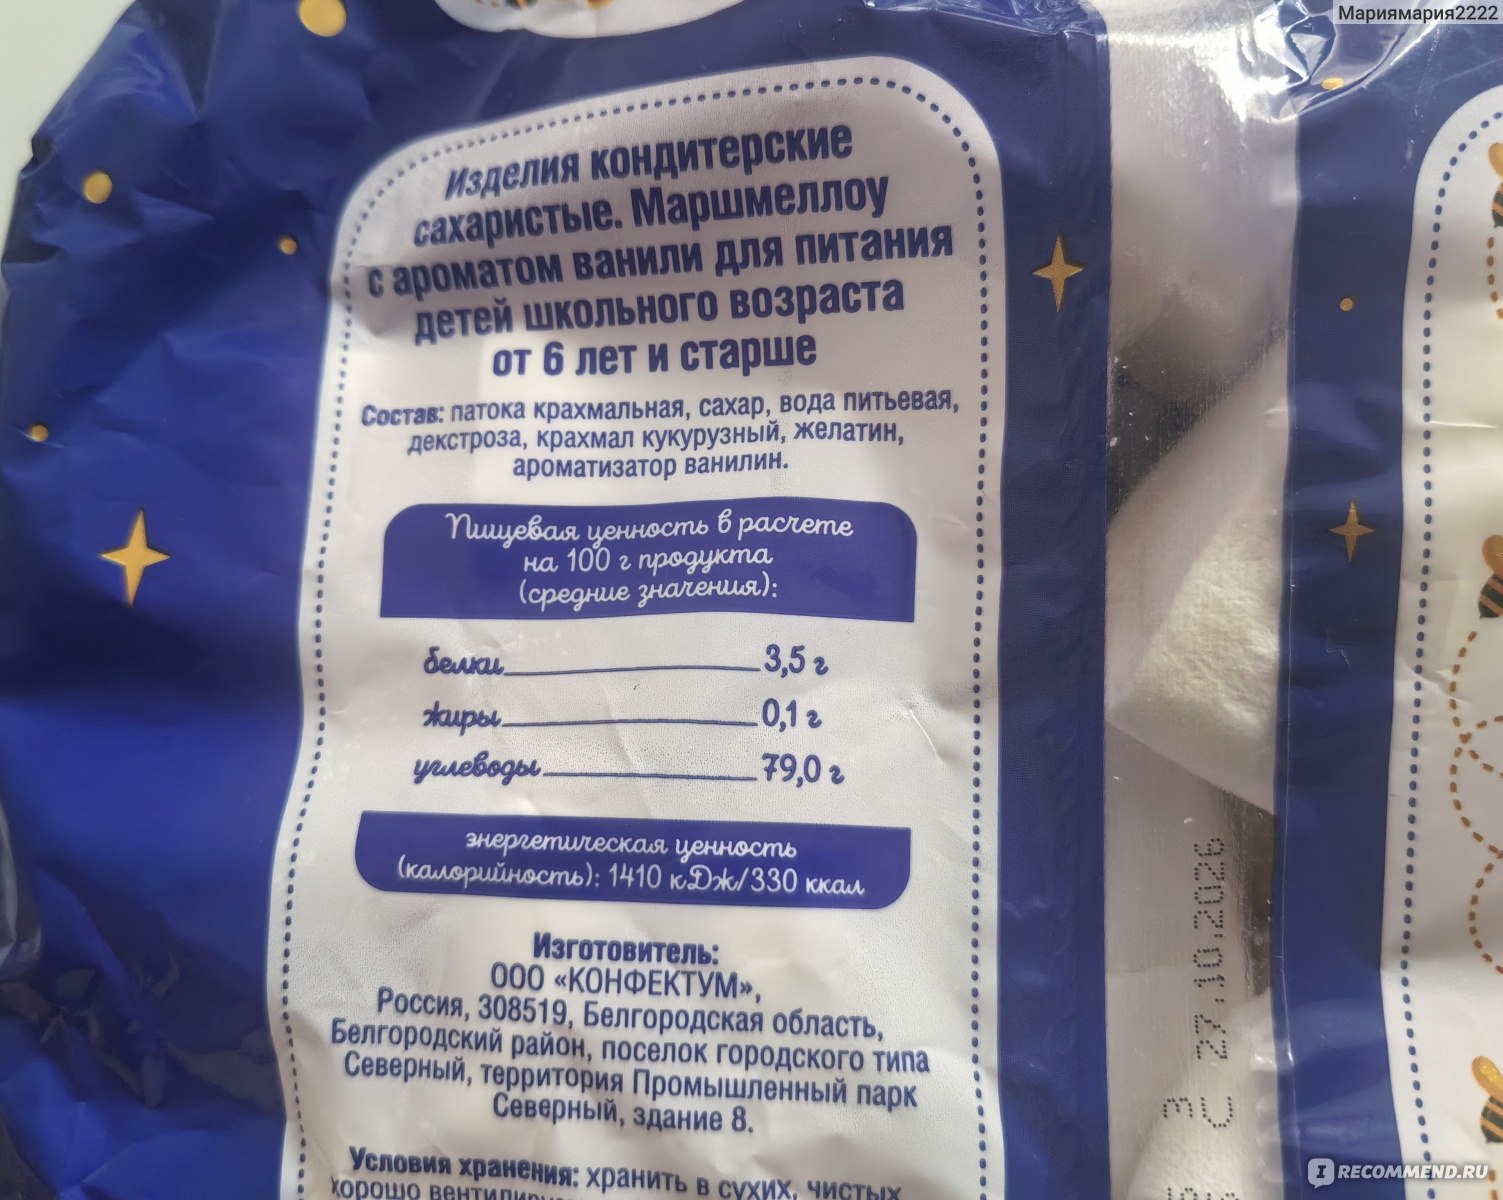 Мариямария2222
Изделия кондитерские
сахаристые. Маршмеллоу
с ароматом ванили для питания
детей школьного возраста
от 6 лет и старше
Состав: патока крахмальная, сахар, вода питьевая,
декстроза, крахмал кукурузный, желатин,
ароматизатор ванилин.
Пищевая ценность в расчете
на 100 г продукта
(средние значения):
белки 3,5 г
жиры 0,1 г
углеводы 79,0 г
энергетическая ценность
(калорийность): 1410 кДж/330 ккал
Изготовитель:
ООО «КОНФЕКТУМ»,
Россия, 308519, Белгородская область,
Белгородский район, поселок городского типа
Северный, территория Промышленный парк
Северный, здание 8.
Условия хранения: хранить в сухих, чистых
хорошо
27.10.2026
IRECOMMEND.RU